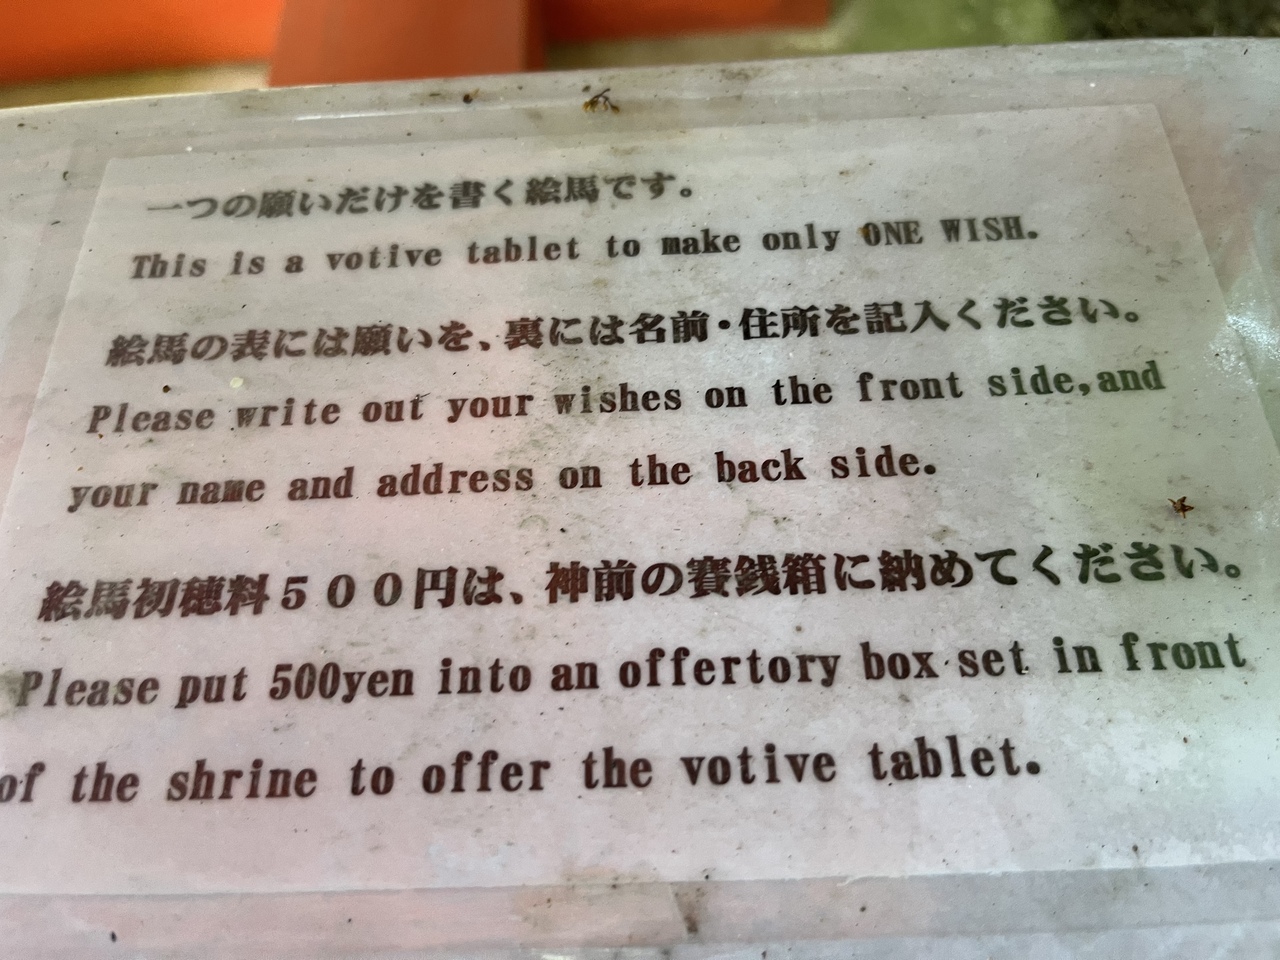 一つの願いだけを書く絵馬です。
This is a votive tablet to make only ONE WISH.
絵馬の表には願いを、裏には名前・住所を記入ください。
Please write out your wishes on the front side,and
your name and address on the back side.
絵馬初穂料５００円は、神前の賽銭箱に納めてください。
Please put 500yen into an offertory box set in front
of the shrine to offer the votive tablet.